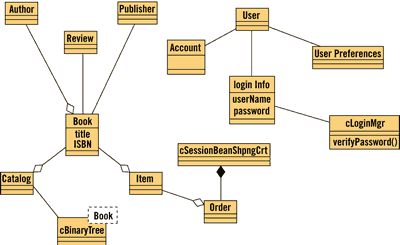 Author
Publisher
Review
Book
title
ISBN
Catalog
Item
Book
cBinaryTree
User
Account
User Preferences
login Info
userName
password
cLoginMgr
verifyPassword()
cSessionBeanShpngCrt
Order